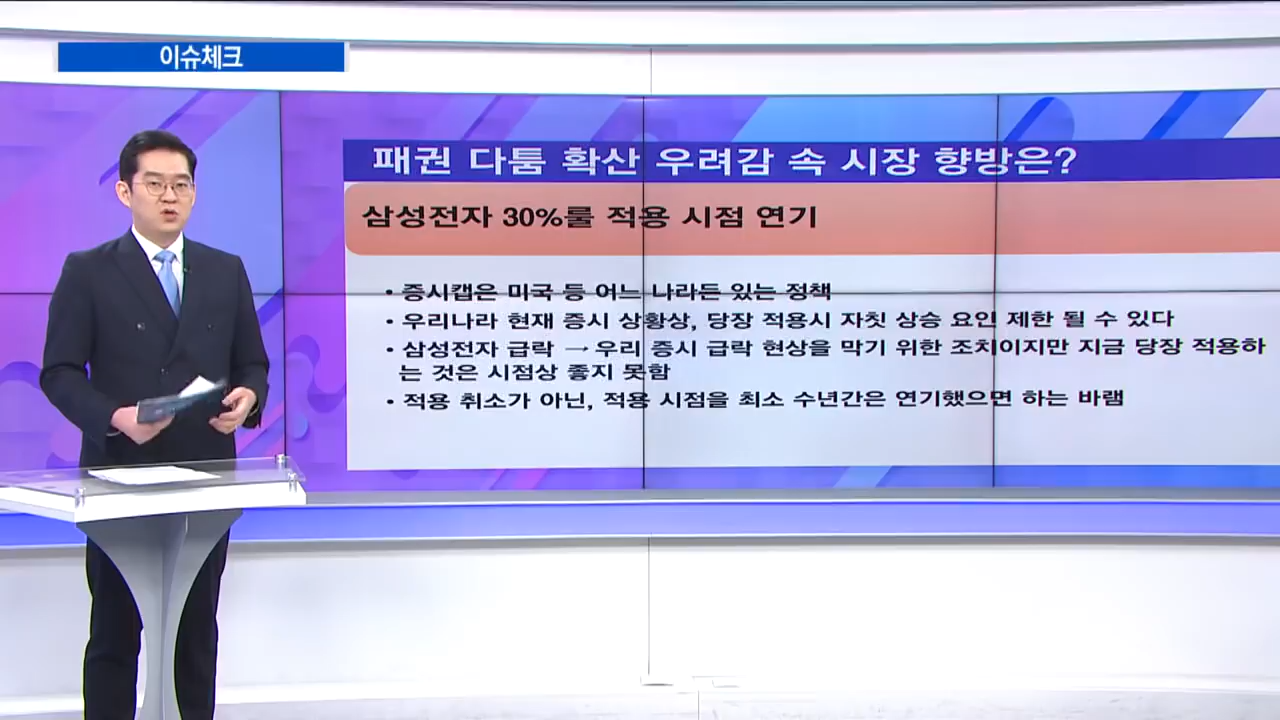 이슈체크
패권 다툼 확산 우려감 속 시장 향방은?
삼성전자 30%룰 적용 시점 연기
• 증시캡은 미국 등 어느 나라든 있는 정책
• 우리나라 현재 증시 상황상, 당장 적용시 자칫 상승 요인 제한 될 수 있다
• 삼성전자 급락 → 우리 증시 급락 현상을 막기 위한 조치이지만 지금 당장 적용하
는 것은 시점상 좋지 못함
• 적용 취소가 아닌, 적용 시점을 최소 수년간은 연기했으면 하는 바램